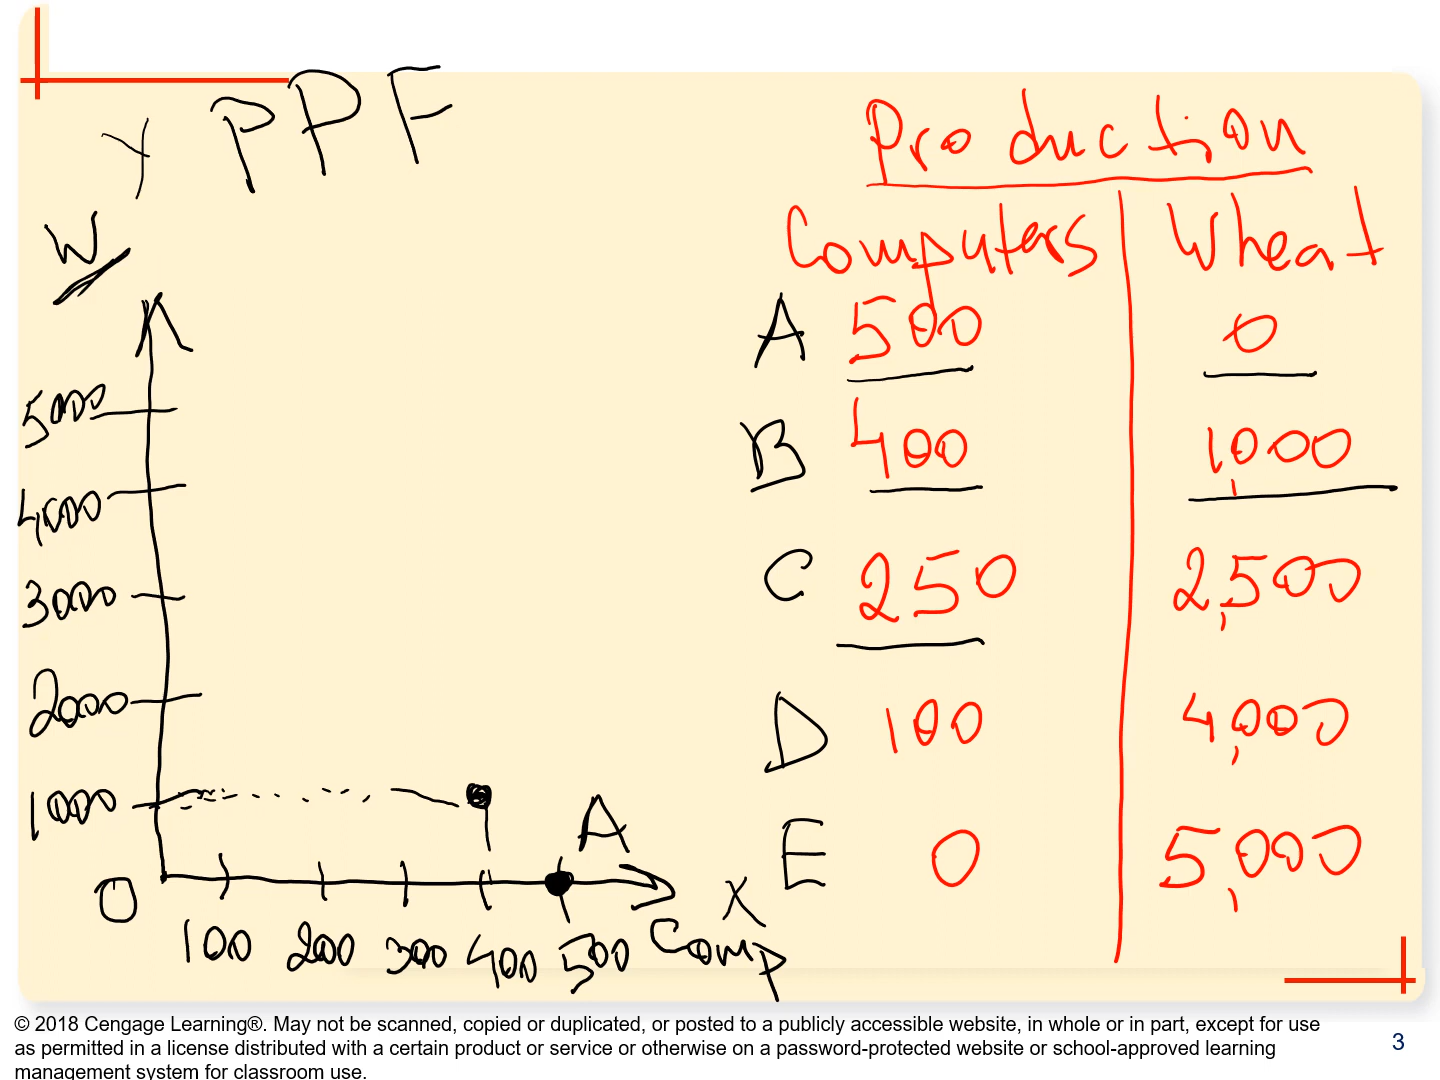 Y PPF
W
5000
4000
3000
2000
1000
0
100 200 300 400 500 Comp
X
A
Production
Computers Wheat
A 500 0
B 400 1,000
C 250 2,500
D 100 4,000
E 0 5,000
© 2018 Cengage Learning®. May not be scanned, copied or duplicated, or posted to a publicly accessible website, in whole or in part, except for use
as permitted in a license distributed with a certain product or service or otherwise on a password-protected website or school-approved learning
management system for classroom use.
3